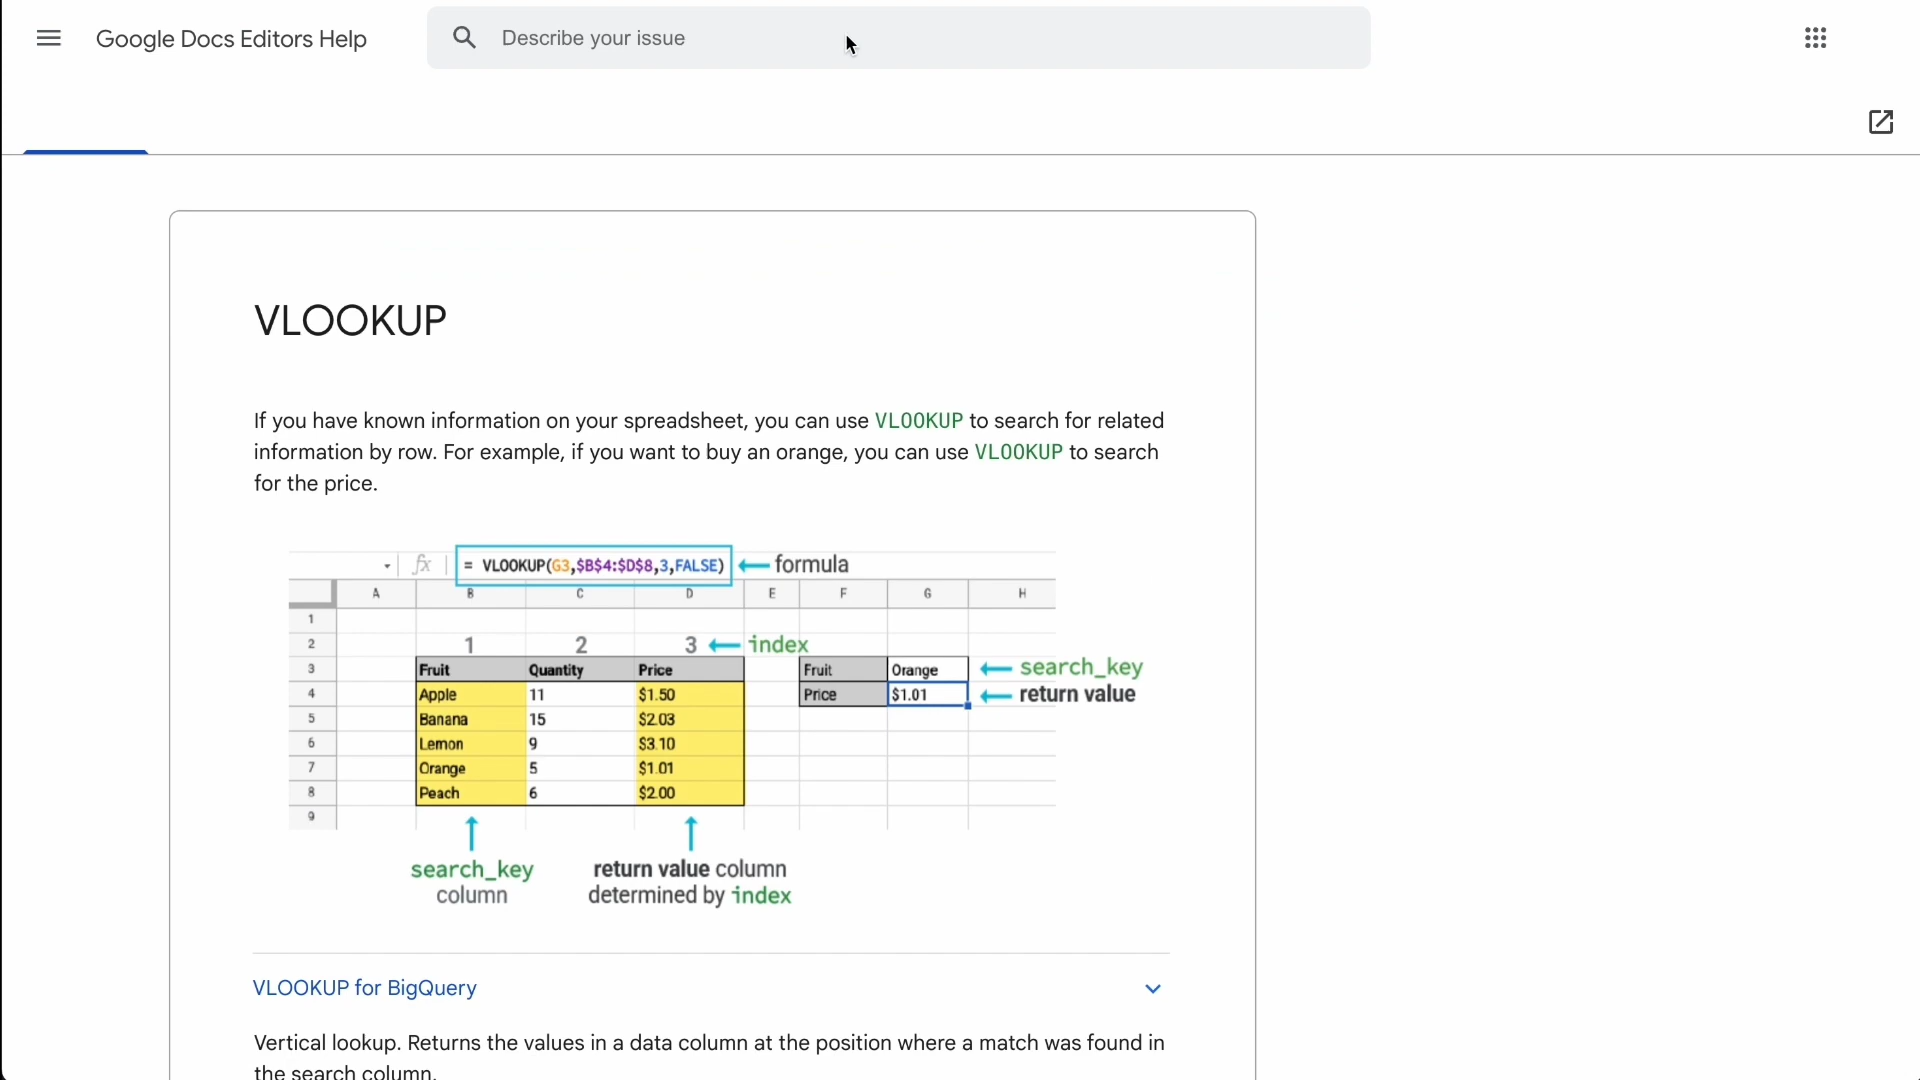 Google Docs Editors Help
Describe your issue
VLOOKUP
If you have known information on your spreadsheet, you can use VLOOKUP to search for related
information by row. For example, if you want to buy an orange, you can use VLOOKUP to search
for the price.
fx = VLOOKUP(G3,$B$4:$D$8,3,FALSE) formula
A B C D E F G H
1
2 1 2 3 index
3 Fruit Quantity Price Fruit Orange search_key
4 Apple 11 $1.50 Price $1.01 return value
5 Banana 15 $2.03
6 Lemon 9 $3.10
7 Orange 5 $1.01
8 Peach 6 $2.00
9
search_key return value column
column determined by index
VLOOKUP for BigQuery
Vertical lookup. Returns the values in a data column at the position where a match was found in
the search column.